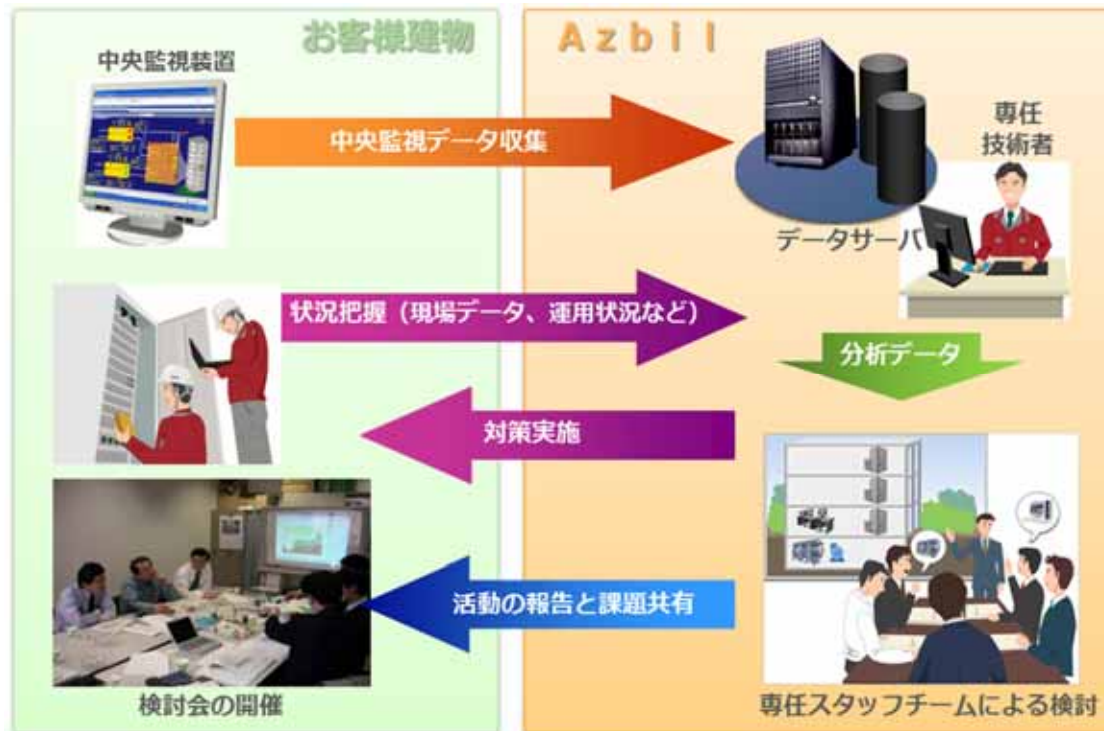 お客様建物
Azbil
中央監視装置
中央監視データ収集
専任
技術者
データサーバ
状況把握（現場データ、運用状況など）
分析データ
対策実施
活動の報告と課題共有
検討会の開催
専任スタッフチームによる検討